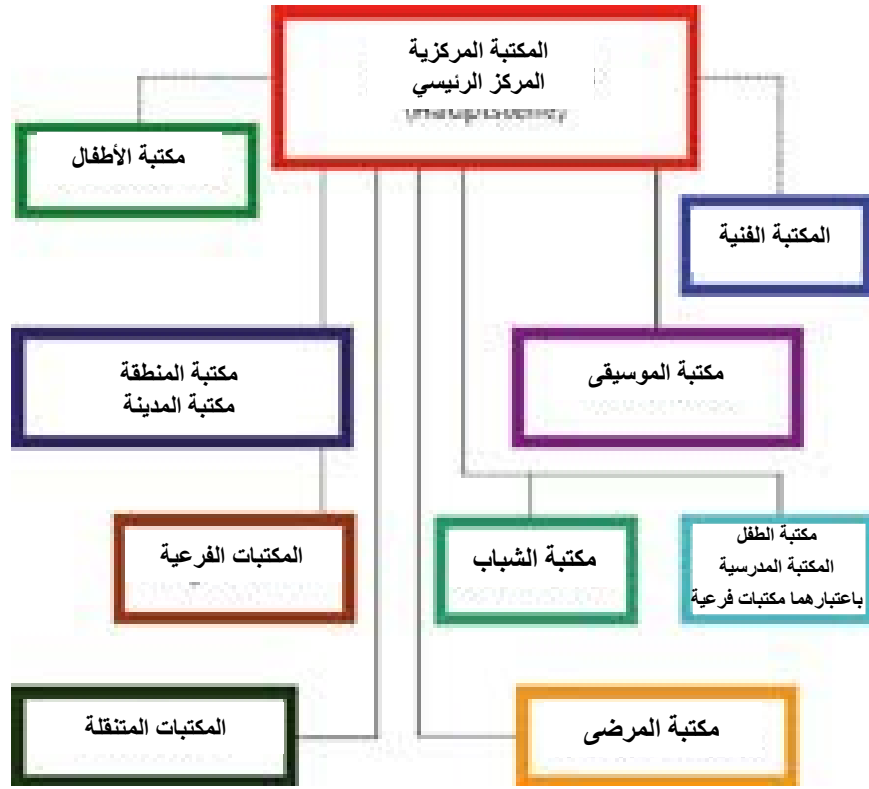 المكتبة المركزية
المركز الرئيسي
مكتبة الأطفال
المكتبة الفنية
مكتبة المنطقة
مكتبة المدينة
مكتبة الموسيقى
المكتبات الفرعية
مكتبة الشباب
مكتبة الطفل
المكتبة المدرسية
باعتبارهما مكتبات فرعية
المكتبات المتنقلة
مكتبة المرضى